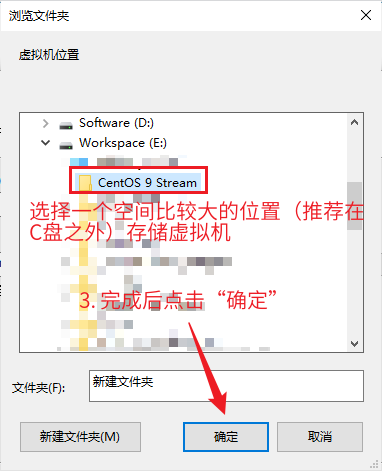 浏览文件夹
虚拟机位置
Software (D:)
Workspace (E:)
CentOS 9 Stream
选择一个空间比较大的位置（推荐在
C盘之外）存储虚拟机
3. 完成后点击“确定”
文件夹(F):
新建文件夹
新建文件夹(M)
确定
取消